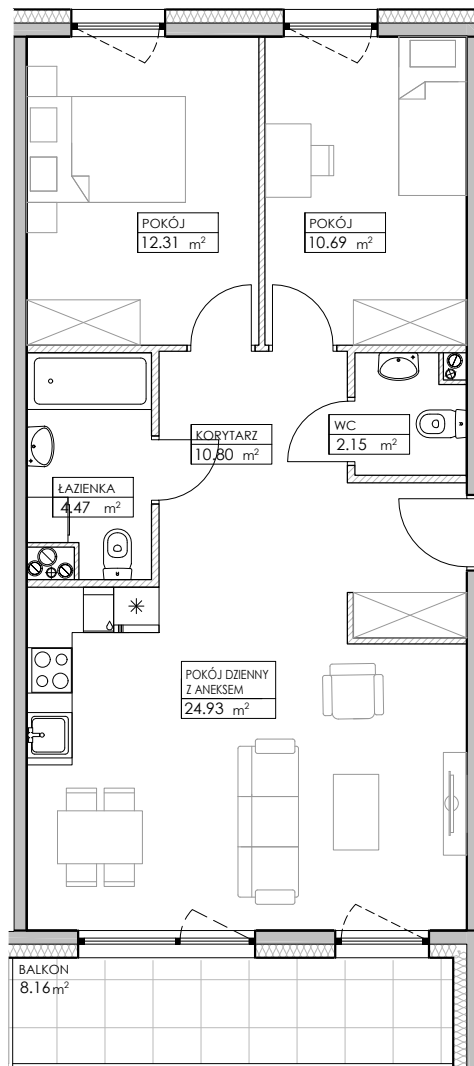 POKÓJ
12.31 m²
POKÓJ
10.69 m²
KORYTARZ
10.80 m²
WC
2.15 m²
ŁAZIENKA
4.47 m²
POKÓJ DZIENNY
Z ANEKSEM
24.93 m²
BALKON
8.16 m²